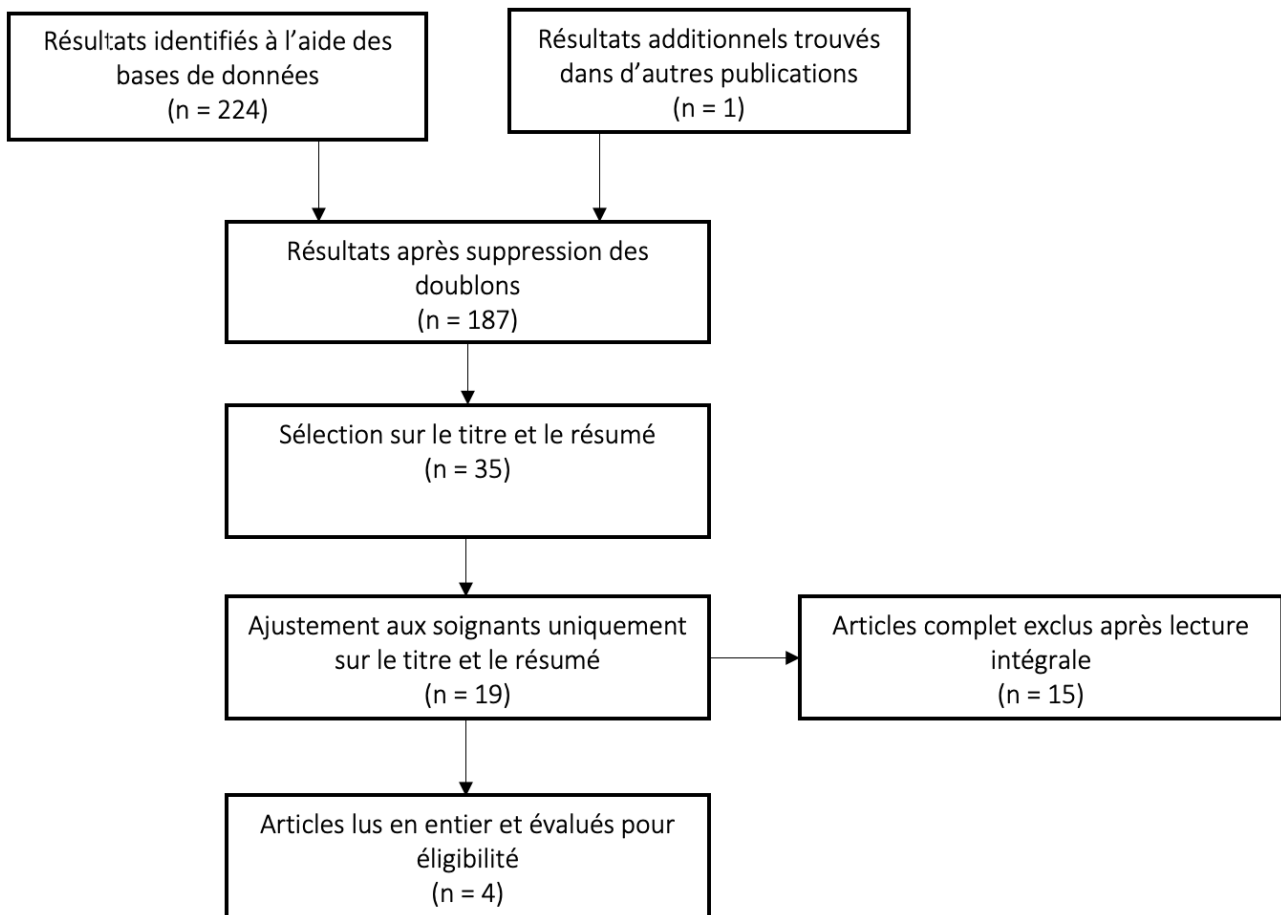 Résultats identifiés à l’aide des
bases de données
(n = 224)
Résultats additionnels trouvés
dans d’autres publications
(n = 1)
Résultats après suppression des
doublons
(n = 187)
Sélection sur le titre et le résumé
(n = 35)
Ajustement aux soignants uniquement
sur le titre et le résumé
(n = 19)
Articles complet exclus après lecture
intégrale
(n = 15)
Articles lus en entier et évalués pour
éligibilité
(n = 4)